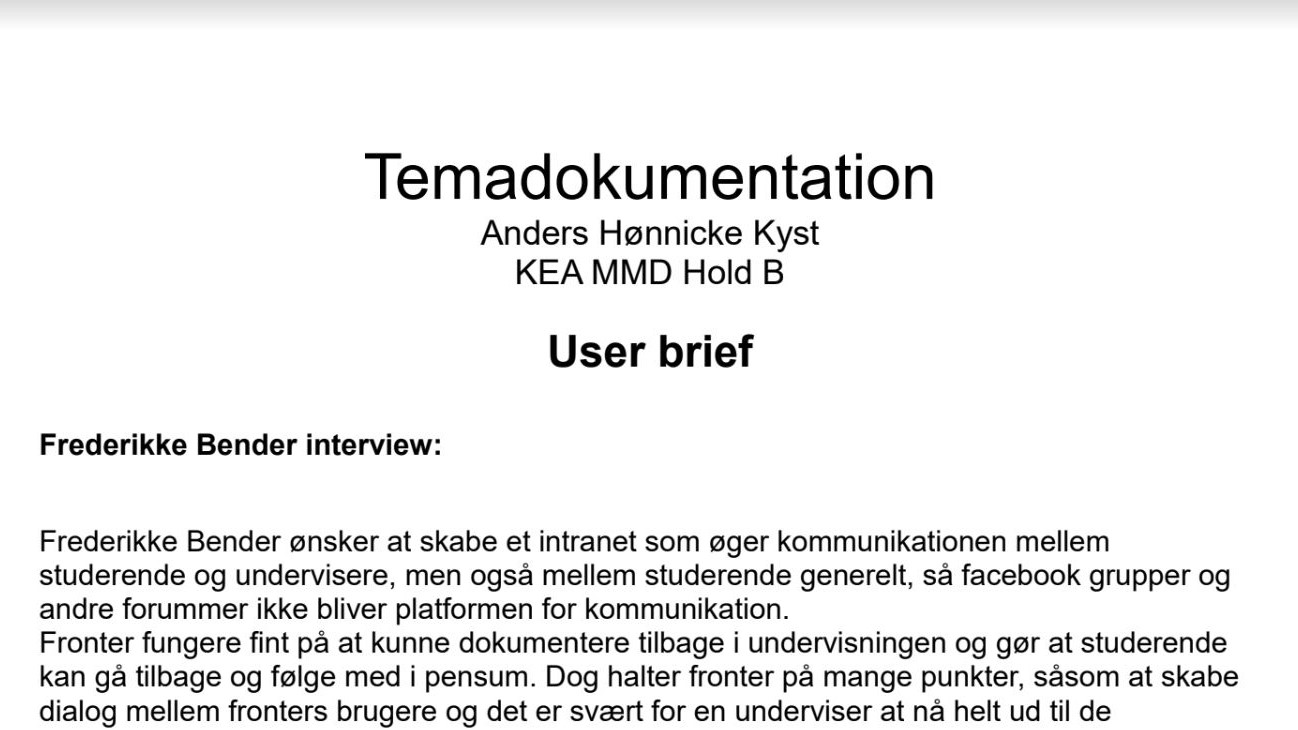 Temadokumentation
Anders Hønnicke Kyst
KEA MMD Hold B
User brief
Frederikke Bender interview:
Frederikke Bender ønsker at skabe et intranet som øger kommunikationen mellem
studerende og undervisere, men også mellem studerende generelt, så facebook grupper og
andre forummer ikke bliver platformen for kommunikation.
Fronter fungere fint på at kunne dokumentere tilbage i undervisningen og gør at studerende
kan gå tilbage og følge med i pensum. Dog halter fronter på mange punkter, såsom at skabe
dialog mellem fronters brugere og det er svært for en underviser at nå helt ud til de